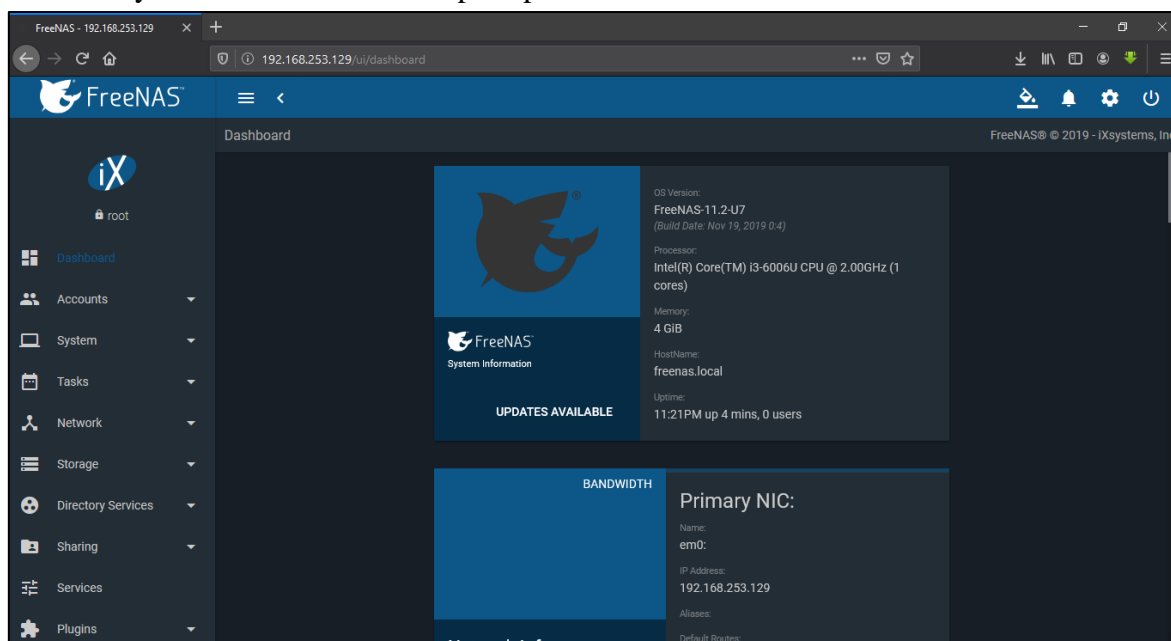 FreeNAS - 192.168.253.129
192.168.253.129/ui/dashboard
FreeNAS
Dashboard
FreeNAS® © 2019 - iXsystems, Inc
iX
root
Dashboard
Accounts
System
Tasks
Network
Storage
Directory Services
Sharing
Services
Plugins
FreeNAS
System Information
UPDATES AVAILABLE
OS Version:
FreeNAS-11.2-U7
(Build Date: Nov 19, 2019 0:4)
Processor:
Intel(R) Core(TM) i3-6006U CPU @ 2.00GHz (1
cores)
Memory:
4 GiB
HostName:
freenas.local
Uptime:
11:21PM up 4 mins, 0 users
BANDWIDTH
Primary NIC:
Name:
em0:
IP Address:
192.168.253.129
Aliases:
Default Routes: